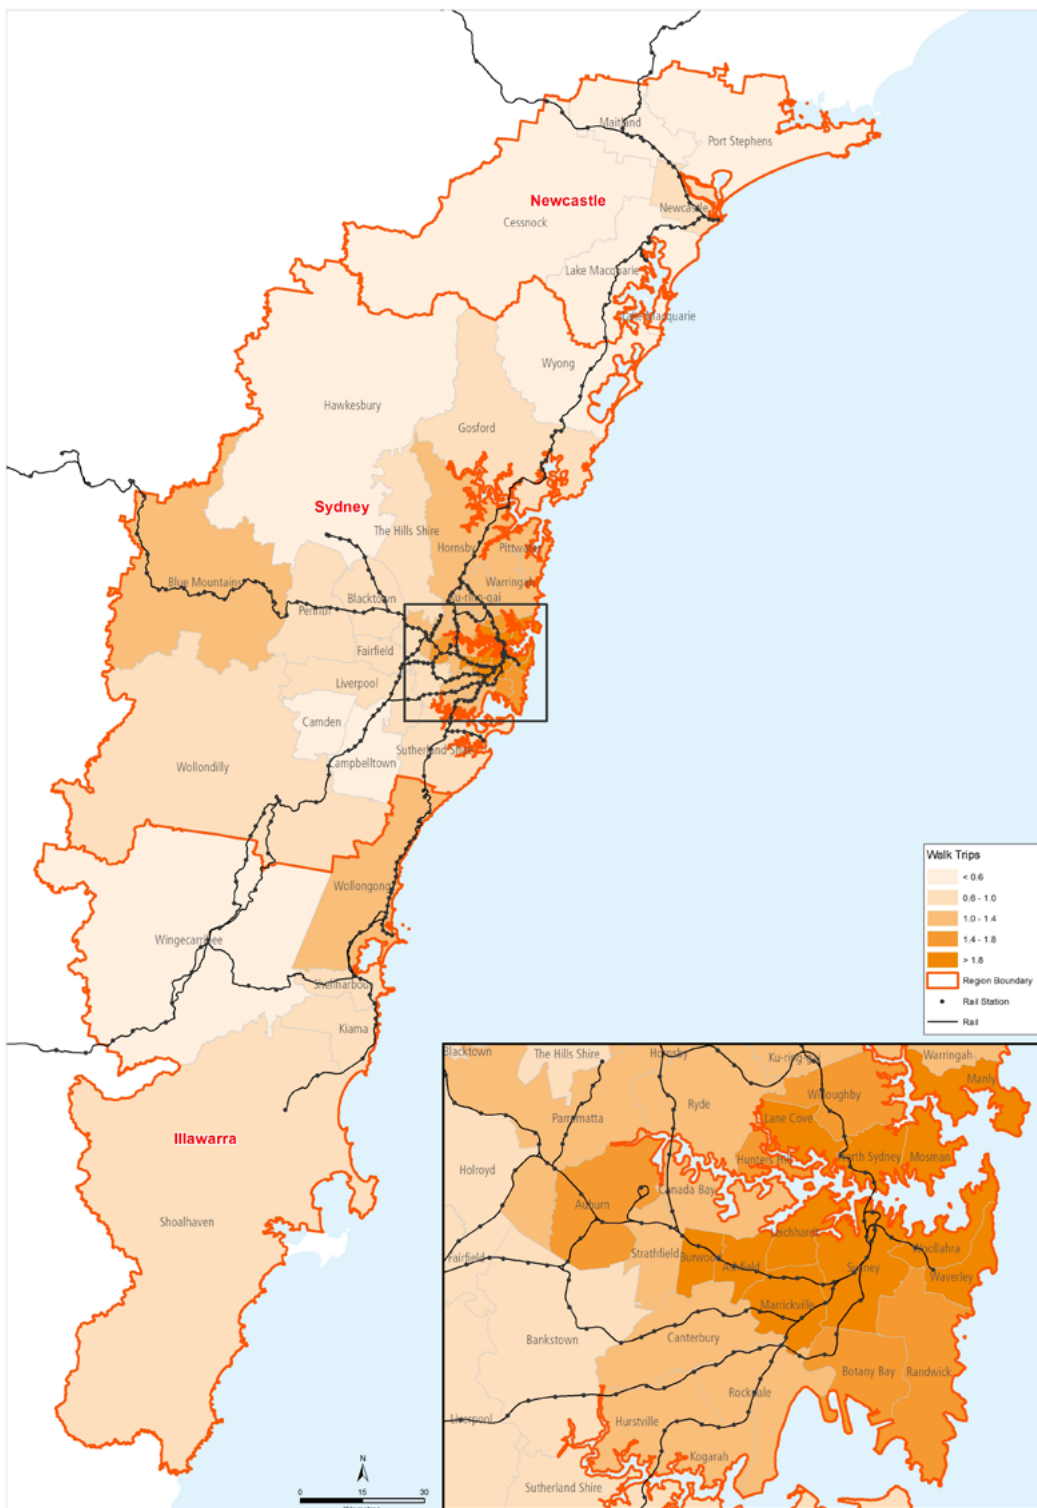 Maitland
Port Stephens
Newcastle
Newcastle
Cessnock
Lake Macquarie
Lake Macquarie
Wyong
Hawkesbury
Gosford
Sydney
The Hills Shire
Hornsby
Pittwater
Warringah
Blue Mountains
Ku-ring-gai
Blacktown
Penrith
Fairfield
Liverpool
Camden
Sutherland Shire
Campbelltown
Wollondilly
Wollongong
Wingecarribee
Shellharbour
Kiama
Illawarra
Shoalhaven
Walk Trips
< 0.6
0.6 - 1.0
1.0 - 1.4
1.4 - 1.8
> 1.8
Region Boundary
Rail Station
Rail
Blacktown
The Hills Shire
Hornsby
Ku-ring-gai
Warringah
Manly
Willoughby
Ryde
Parramatta
Lane Cove
Hunters Hill
North Sydney
Mosman
Holroyd
Canada Bay
Auburn
Leichhardt
Woollahra
Strathfield
Burwood
Ashfield
Sydney
Waverley
Fairfield
Marrickville
Bankstown
Canterbury
Botany Bay
Randwick
Rockdale
Liverpool
Hurstville
Kogarah
Sutherland Shire
N
0 15 30
Kilometres